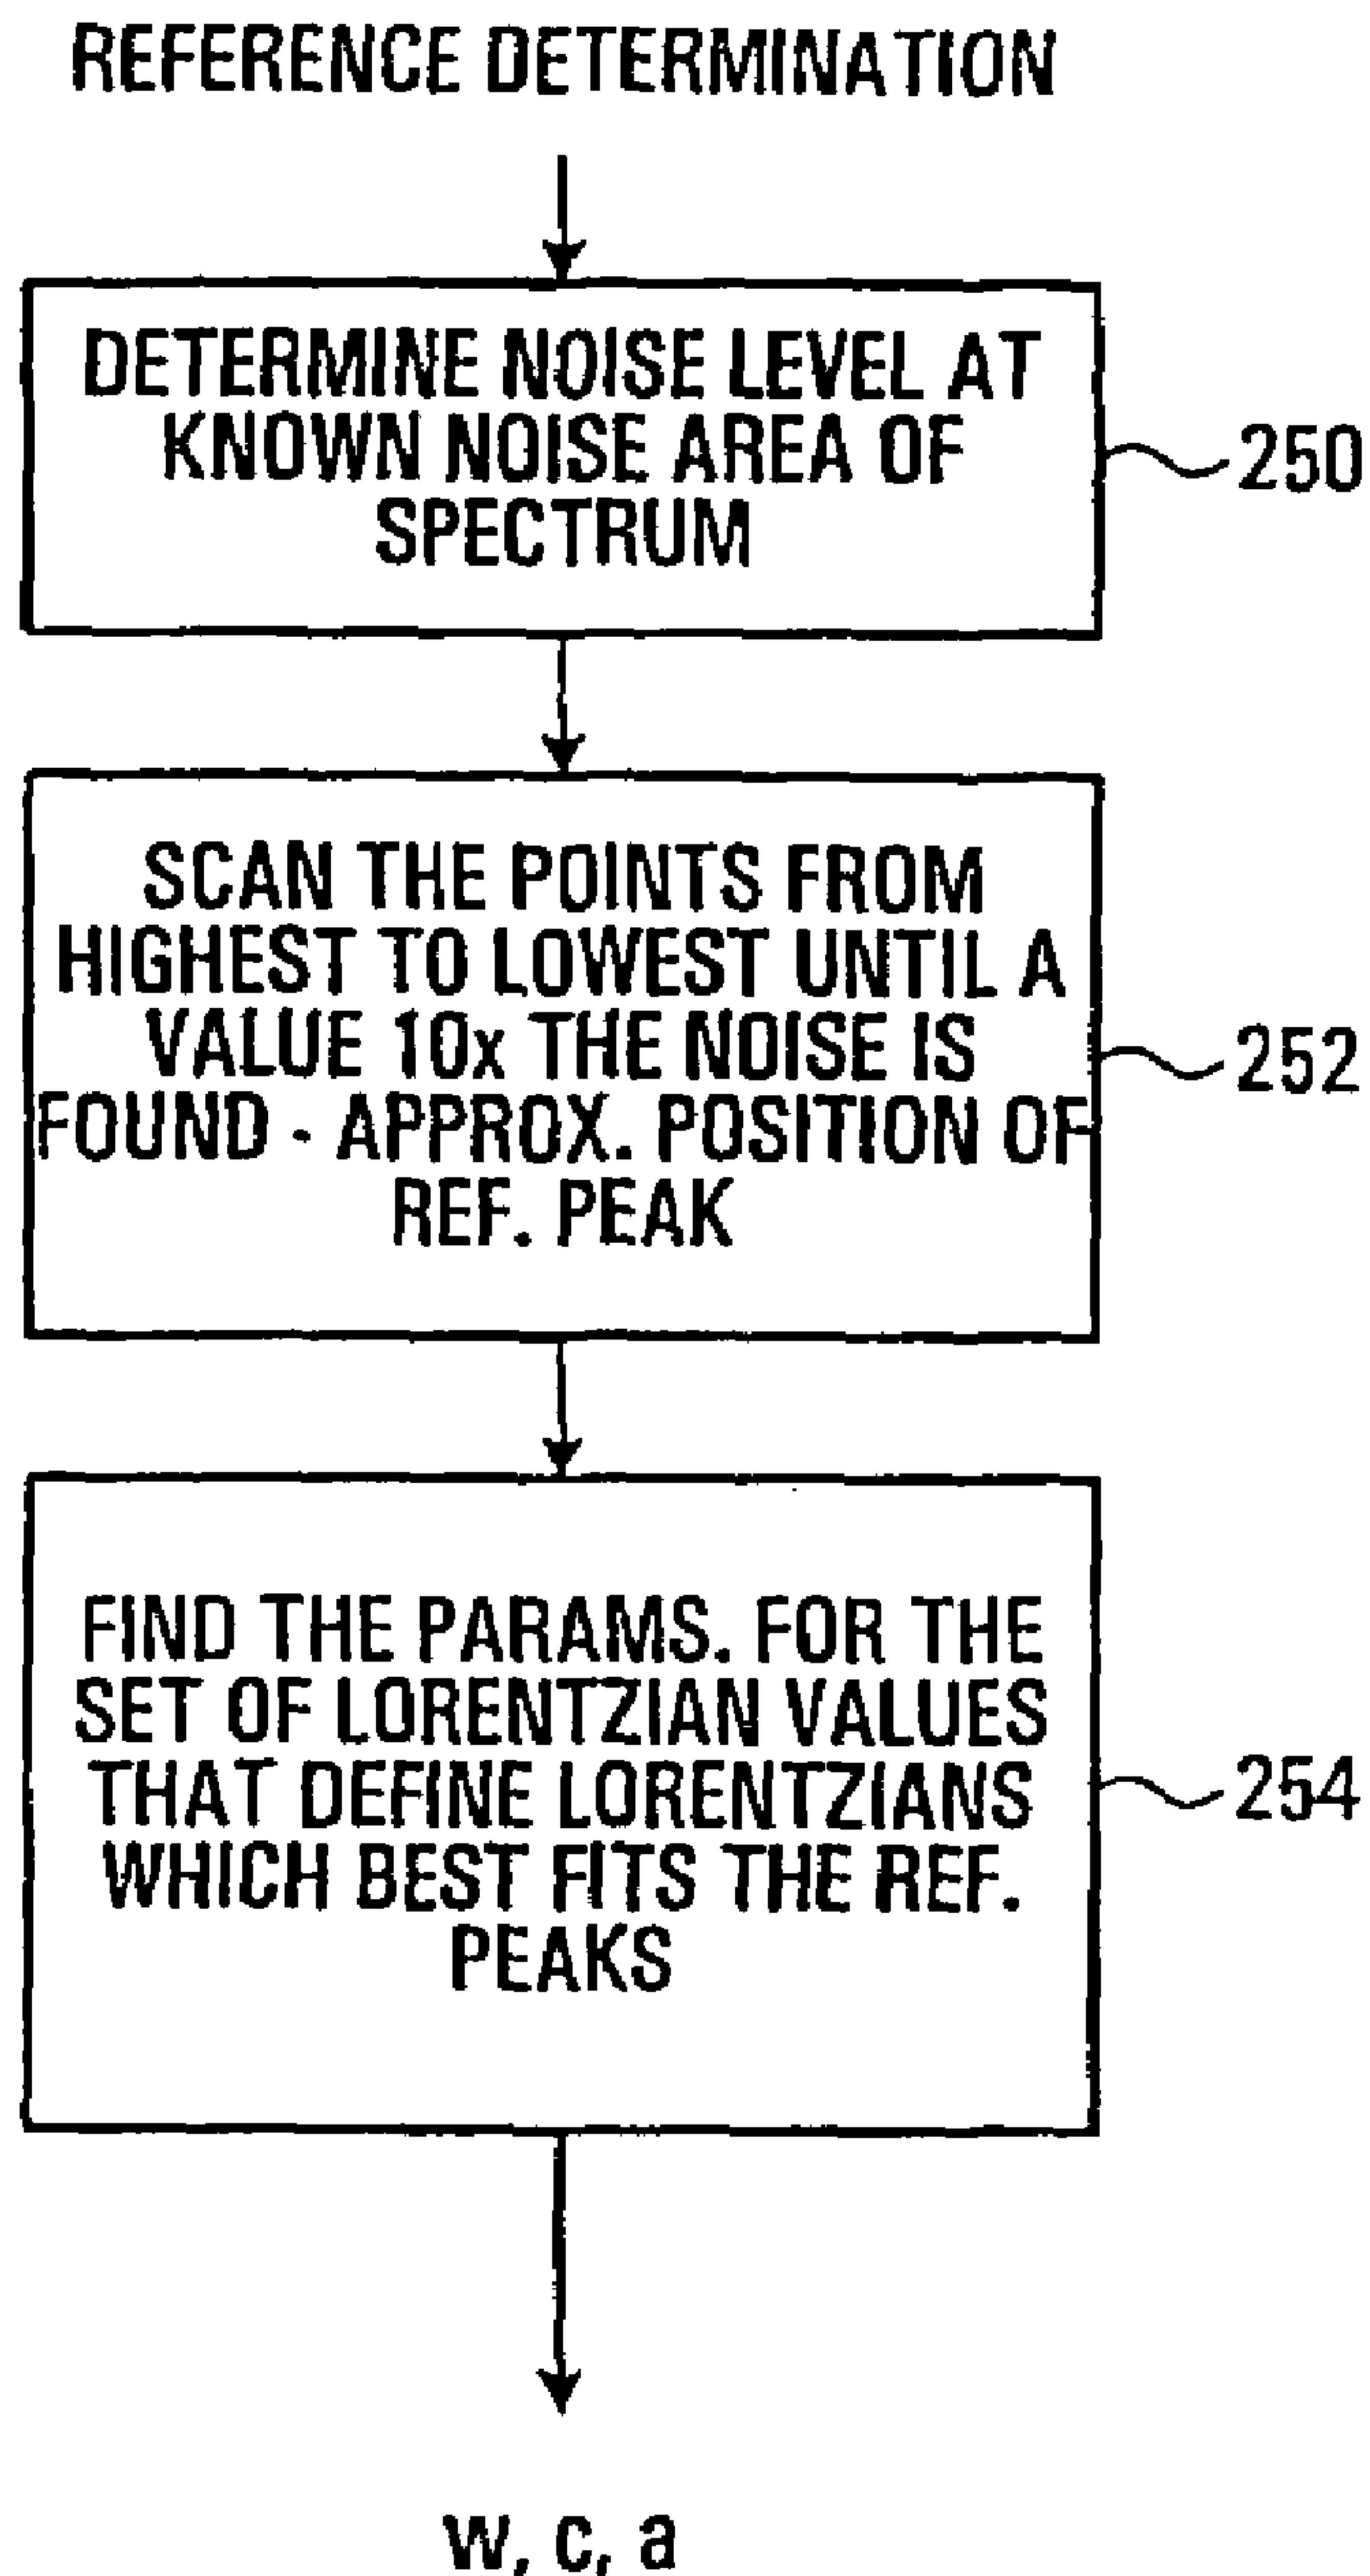 REFERENCE DETERMINATION
DETERMINE NOISE LEVEL AT
KNOWN NOISE AREA OF
SPECTRUM
250
SCAN THE POINTS FROM
HIGHEST TO LOWEST UNTIL A
VALUE 10x THE NOISE IS
FOUND - APPROX. POSITION OF
REF. PEAK
252
FIND THE PARAMS. FOR THE
SET OF LORENTZIAN VALUES
THAT DEFINE LORENTZIANS
WHICH BEST FITS THE REF.
PEAKS
254
w, c, a